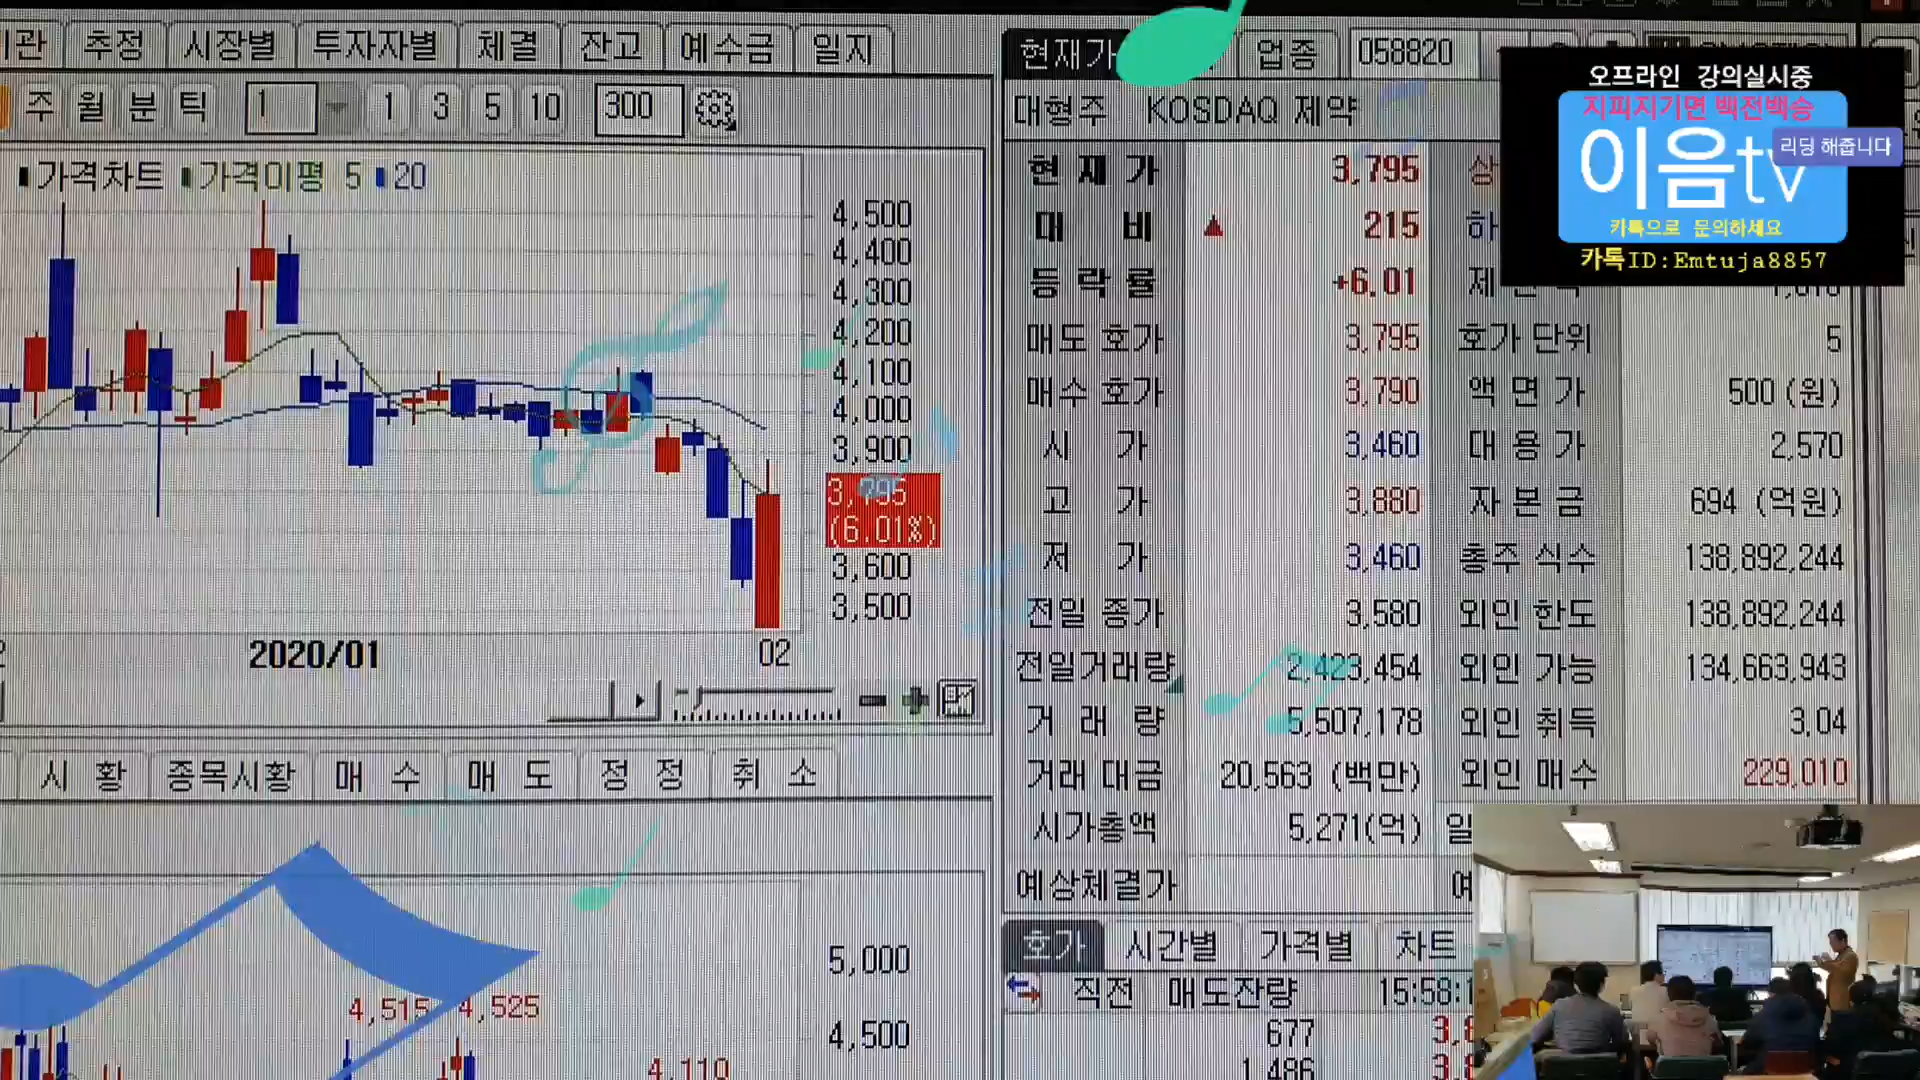 추정 시장별 투자자별 체결 잔고 예수금 일지
주 월 분 틱 1 1 3 5 10 300
가격차트 가격이평 5 20
4,500
4,400
4,300
4,200
4,100
4,000
3,900
3,795
(6.01%)
3,600
3,500
2020/01 02
시 황 종목시황 매 수 매 도 정 정 취 소
5,000
4,515 4,525
4,500
4,110
현재가 업종 058820
대형주 KOSDAQ 제약
현 재 가 3,795
대 비 ▲ 215
등 락 률 +6.01
매도 호가 3,795 호가 단위 5
매수 호가 3,790 액 면 가 500 (원)
시 가 3,460 대 용 가 2,570
고 가 3,880 자 본 금 694 (억원)
저 가 3,460 총주 식수 138,892,244
전일 종가 3,580 외인 한도 138,892,244
전일거래량 2,423,454 외인 가능 134,663,943
거 래 량 5,507,178 외인 취득 3,04
거래 대금 20,563 (백만) 외인 매수 229,010
시가총액 5,271(억)
예상체결가
호가 시간별 가격별 차트
직전 매도잔량 15:58:1
677
1,486
오프라인 강의실시중
지피지기면 백전백승
이음tv
리딩 해줍니다
카톡으로 문의하세요
카톡ID:Emtuja8857